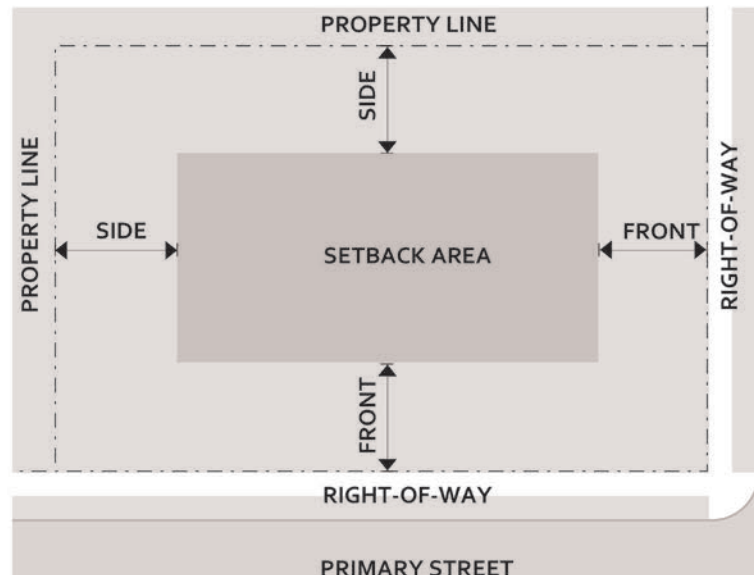 PROPERTY LINE
SIDE
PROPERTY LINE
SIDE
SETBACK AREA
FRONT
RIGHT-OF-WAY
FRONT
RIGHT-OF-WAY
PRIMARY STREET